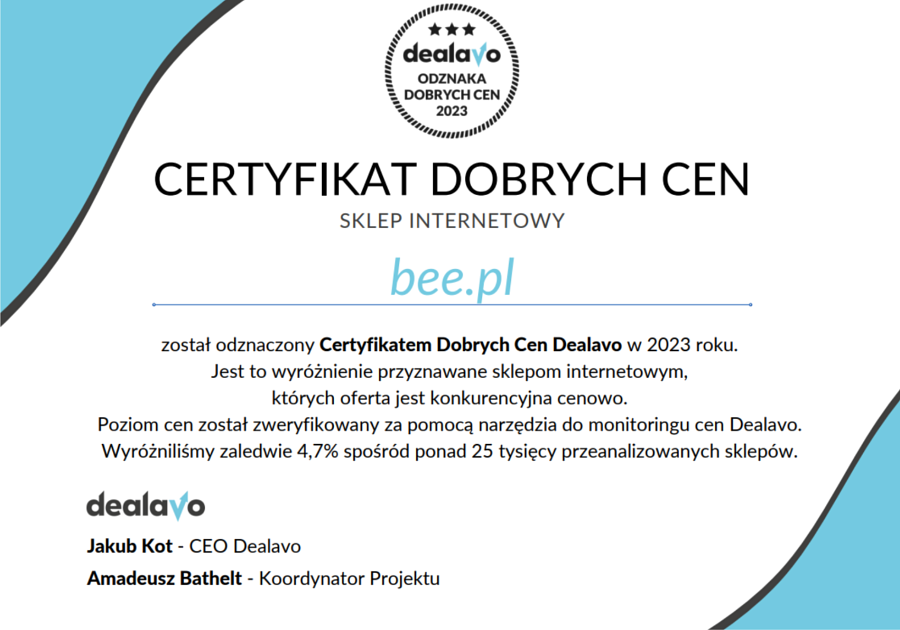 dealavo
ODZNAKA
DOBRYCH CEN
2023
CERTYFIKAT DOBRYCH CEN
SKLEP INTERNETOWY
bee.pl
został odznaczony Certyfikatem Dobrych Cen Dealavo w 2023 roku.
Jest to wyróżnienie przyznawane sklepom internetowym,
których oferta jest konkurencyjna cenowo.
Poziom cen został zweryfikowany za pomocą narzędzia do monitoringu cen Dealavo.
Wyróżniliśmy zaledwie 4,7% spośród ponad 25 tysięcy przeanalizowanych sklepów.
dealavo
Jakub Kot - CEO Dealavo
Amadeusz Bathelt - Koordynator Projektu